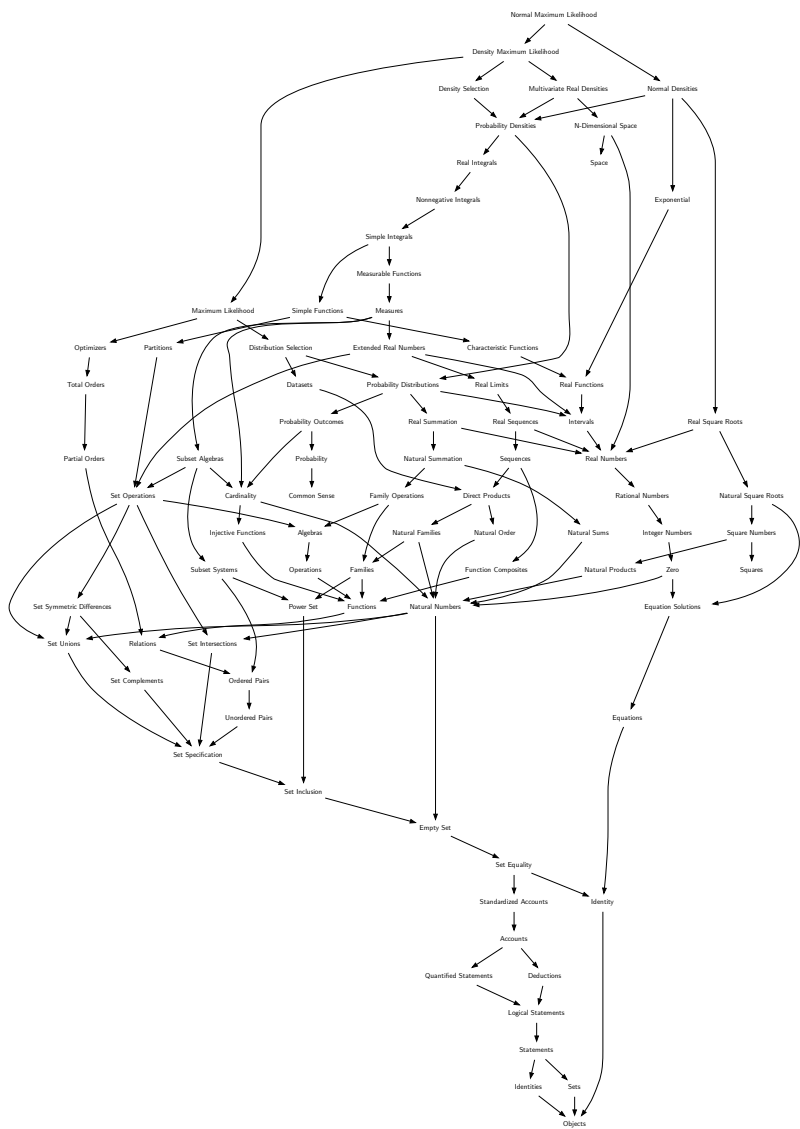 Normal Maximum Likelihood
Density Maximum Likelihood
Density Selection
Multivariate Real Densities
Normal Densities
Probability Densities
N-Dimensional Space
Real Integrals
Space
Nonnegative Integrals
Exponential
Simple Integrals
Measurable Functions
Maximum Likelihood
Simple Functions
Measures
Optimizers
Partitions
Distribution Selection
Extended Real Numbers
Characteristic Functions
Total Orders
Datasets
Probability Distributions
Real Limits
Real Functions
Probability Outcomes
Real Summation
Real Sequences
Intervals
Real Square Roots
Partial Orders
Subset Algebras
Probability
Natural Summation
Sequences
Real Numbers
Set Operations
Cardinality
Common Sense
Family Operations
Direct Products
Rational Numbers
Natural Square Roots
Injective Functions
Algebras
Natural Families
Natural Order
Natural Sums
Integer Numbers
Square Numbers
Subset Systems
Operations
Families
Function Composites
Natural Products
Zero
Squares
Set Symmetric Differences
Power Set
Functions
Natural Numbers
Equation Solutions
Set Unions
Relations
Set Intersections
Set Complements
Ordered Pairs
Unordered Pairs
Equations
Set Specification
Set Inclusion
Empty Set
Set Equality
Standardized Accounts
Identity
Accounts
Quantified Statements
Deductions
Logical Statements
Statements
Identities
Sets
Objects